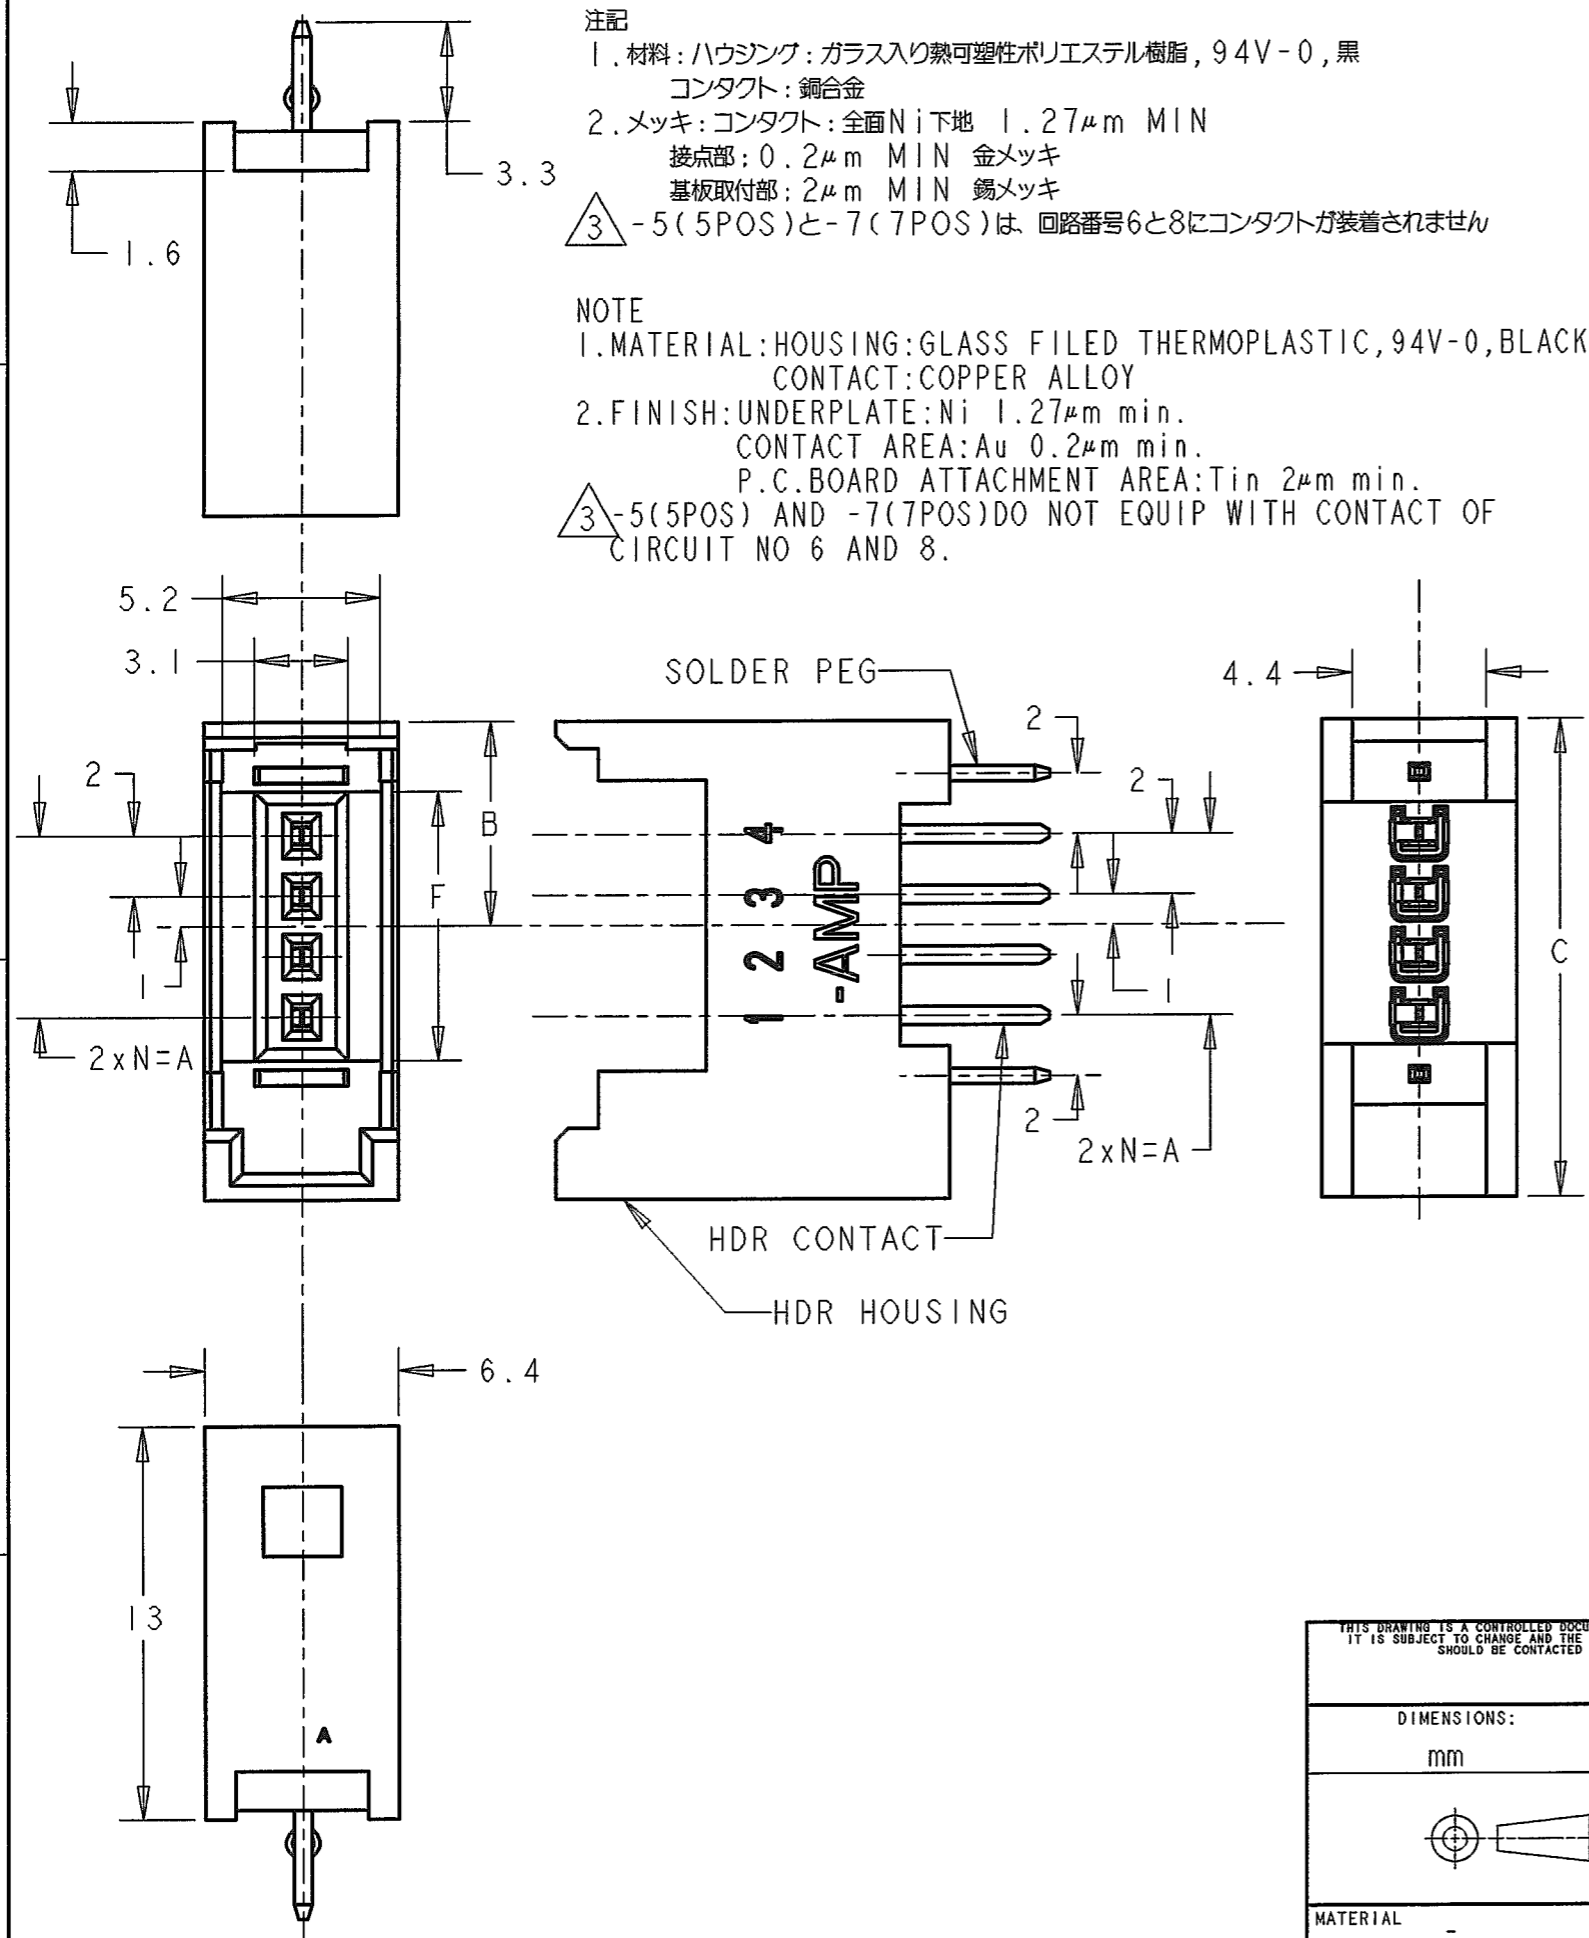 注記
1.材料:ハウジング:ガラス入り熱可塑性ポリエステル樹脂,94V-0,黒
コンタクト:銅合金
2.メッキ:コンタクト:全面Ni下地 1.27μm MIN
接点部;0.2μm MIN 金メッキ
基板取付部;2μm MIN 錫メッキ
3 -5(5POS)と-7(7POS)は、回路番号6と8にコンタクトが装着されません
3.3
1.6
NOTE
1.MATERIAL:HOUSING:GLASS FILED THERMOPLASTIC,94V-0,BLACK
CONTACT:COPPER ALLOY
2.FINISH:UNDERPLATE:Ni 1.27μm min.
CONTACT AREA:Au 0.2μm min.
P.C.BOARD ATTACHMENT AREA:Tin 2μm min.
3 -5(5POS) AND -7(7POS)DO NOT EQUIP WITH CONTACT OF
CIRCUIT NO 6 AND 8.
5.2
3.1
SOLDER PEG
4.4
2
2
2
B
F
4
3
2
1
-AMP
C
1
1
2xN=A
2
2xN=A
HDR CONTACT
HDR HOUSING
6.4
13
A
THIS DRAWING IS A CONTROLLED DOCU
IT IS SUBJECT TO CHANGE AND THE
SHOULD BE CONTACTED
DIMENSIONS:
mm
MATERIAL
-